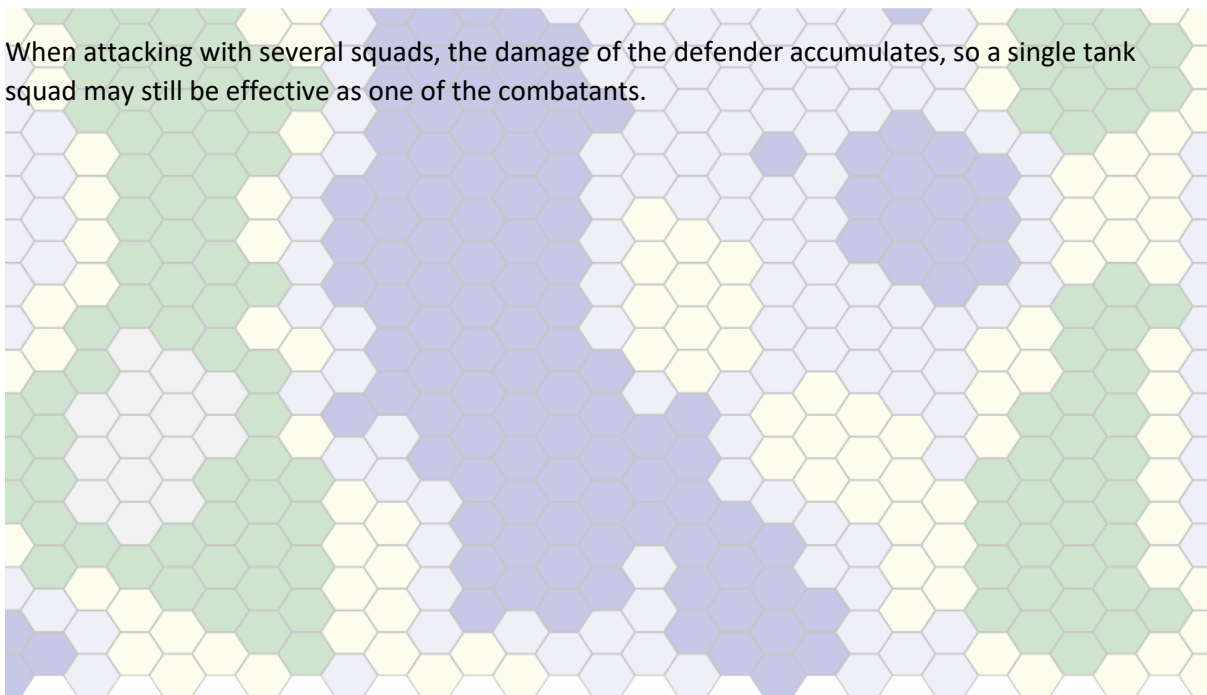 When attacking with several squads, the damage of the defender accumulates, so a single tank
squad may still be effective as one of the combatants.